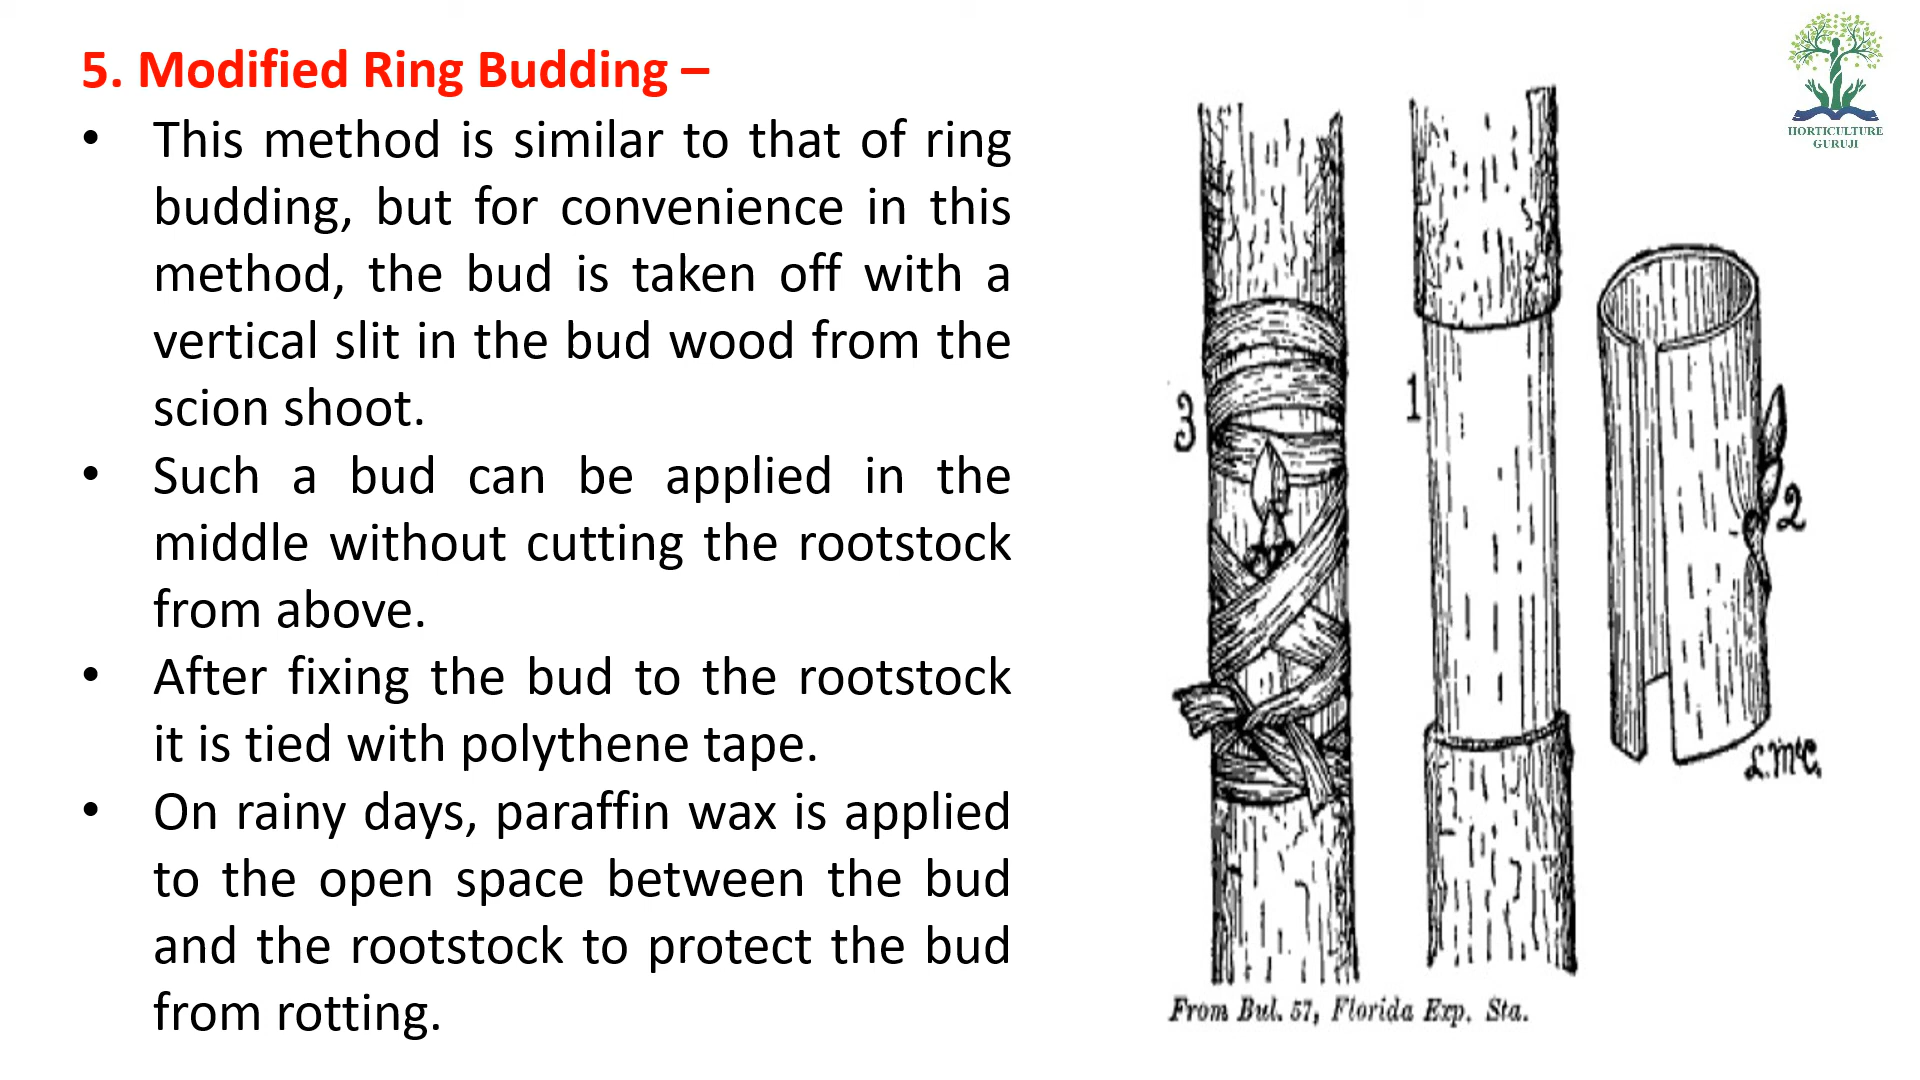 5. Modified Ring Budding –
• This method is similar to that of ring
budding, but for convenience in this
method, the bud is taken off with a
vertical slit in the bud wood from the
scion shoot.
• Such a bud can be applied in the
middle without cutting the rootstock
from above.
• After fixing the bud to the rootstock
it is tied with polythene tape.
• On rainy days, paraffin wax is applied
to the open space between the bud
and the rootstock to protect the bud
from rotting.
HORTICULTURE
GURUJI
3
1
2
L.McC.
From Bul. 57, Florida Exp. Sta.